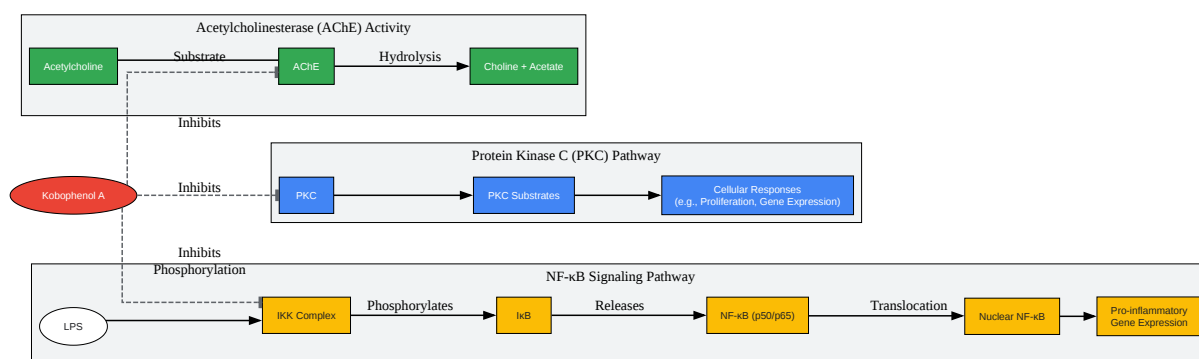 Acetylcholinesterase (AChE) Activity
Substrate
Hydrolysis
Acetylcholine
AChE
Choline + Acetate
Inhibits
Protein Kinase C (PKC) Pathway
Kobophenol A
Inhibits
PKC
PKC Substrates
Cellular Responses
(e.g., Proliferation, Gene Expression)
Inhibits
Phosphorylation
NF-κB Signaling Pathway
LPS
IKK Complex
Phosphorylates
IκB
Releases
NF-κB (p50/p65)
Translocation
Nuclear NF-κB
Pro-inflammatory
Gene Expression